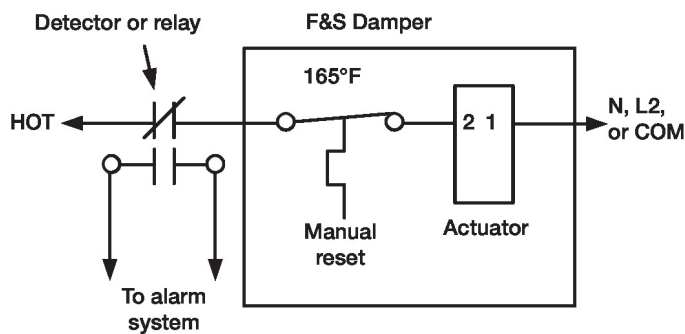 Detector or relay
F&S Damper
165°F
HOT
2 1
N, L2,
or COM
Manual
reset
Actuator
To alarm
system